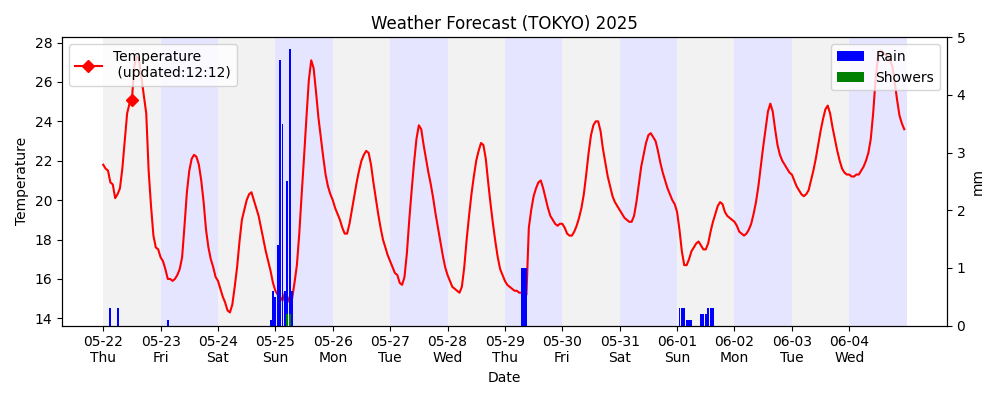 Weather Forecast (TOKYO) 2025
Temperature
(updated:12:12)
Rain
Showers
28
26
24
22
20
18
16
14
Temperature
5
4
3
2
1
0
mm
05-22 05-23 05-24 05-25 05-26 05-27 05-28 05-29 05-30 05-31 06-01 06-02 06-03 06-04
Thu Fri Sat Sun Mon Tue Wed Thu Fri Sat Sun Mon Tue Wed
Date